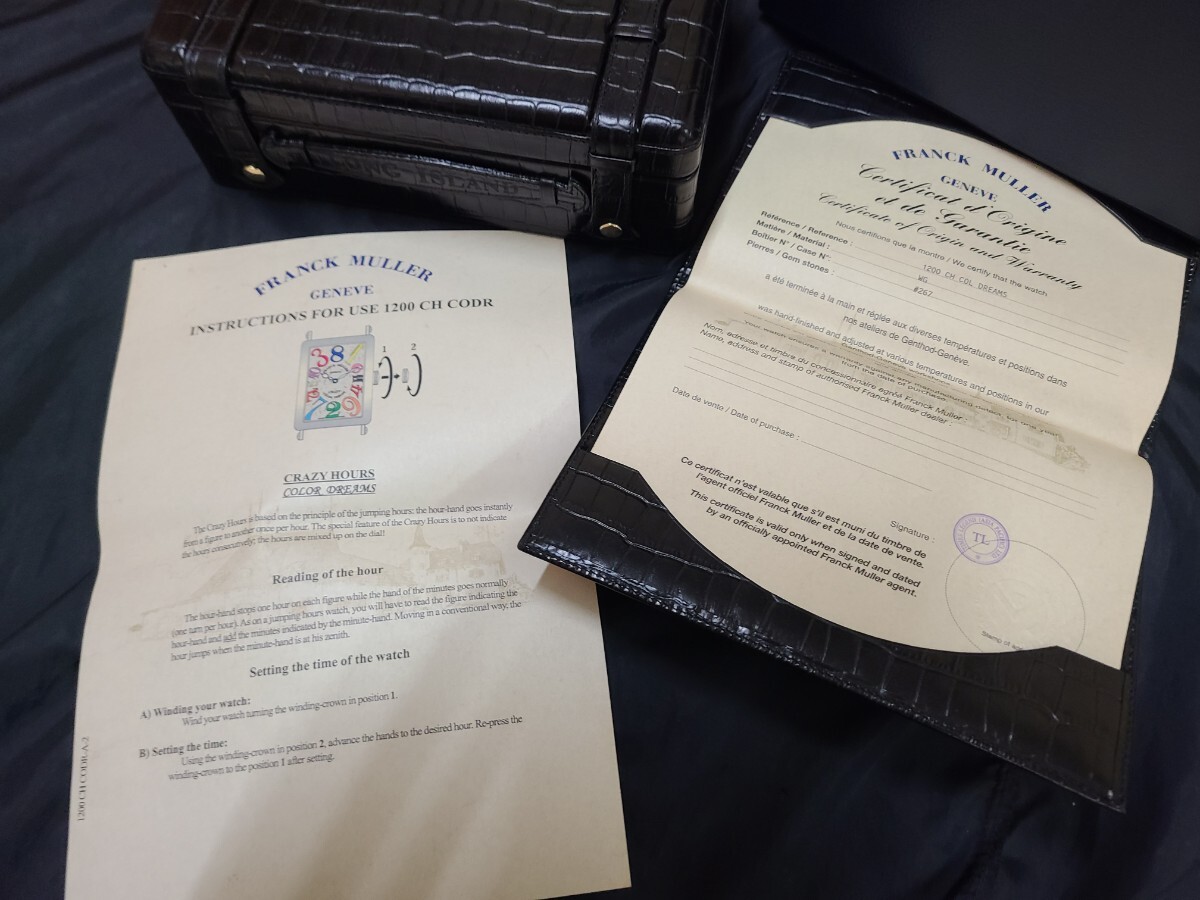 LONG ISLAND
FRANCK MULLER
GENEVE
INSTRUCTIONS FOR USE 1200 CH CODR
1 2
CRAZY HOURS
COLOR DREAMS
The Crazy Hours is based on the principle of the jumping hours: the hour-hand goes instantly
from a figure to another once per hour. The special feature of the Crazy Hours is to not indicate
the hours consecutively; the hours are mixed up on the dial!
Reading of the hour
The hour-hand stops one hour on each figure while the hand of the minutes goes normally
(one turn per hour). As on a jumping hours watch, you will have to read the figure indicating the
hour-hand and add the minutes indicated by the minute-hand. Moving in a conventional way, the
hour jumps when the minute-hand is at his zenith.
Setting the time of the watch
A) Winding your watch:
Wind your watch turning the winding-crown in position 1.
B) Setting the time:
Using the winding-crown in position 2, advance the hands to the desired hour. Re-press the
winding-crown to the position 1 after setting.
1200 CH CODR-A-2
FRANCK MULLER
GENEVE
Certificat d'Origine
et de Garantie
Certificate of Origin and Warranty
Nous certifions que la montre / We certify that the watch
Référence / Reference : 1200 CH COL DREAMS
Matière / Material : WG
Boîtier N° / Case N°: #267
Pierres / Gem stones :
a été terminée à la main et réglée aux diverses températures et positions dans
nos ateliers de Genthod-Genève.
was hand-finished and adjusted at various temperatures and positions in our
from the date of purchase.
Nom, adresse et timbre du concessionnaire agréé Franck Muller :
Name, address and stamp of authorised Franck Muller dealer :
Date de vente / Date of purchase :
Ce certificat n'est valable que s'il est muni du timbre de
l'agent officiel Franck Muller et de la date de vente.
This certificate is valid only when signed and dated
by an officially appointed Franck Muller agent.
Signature :
TL
Stamp of